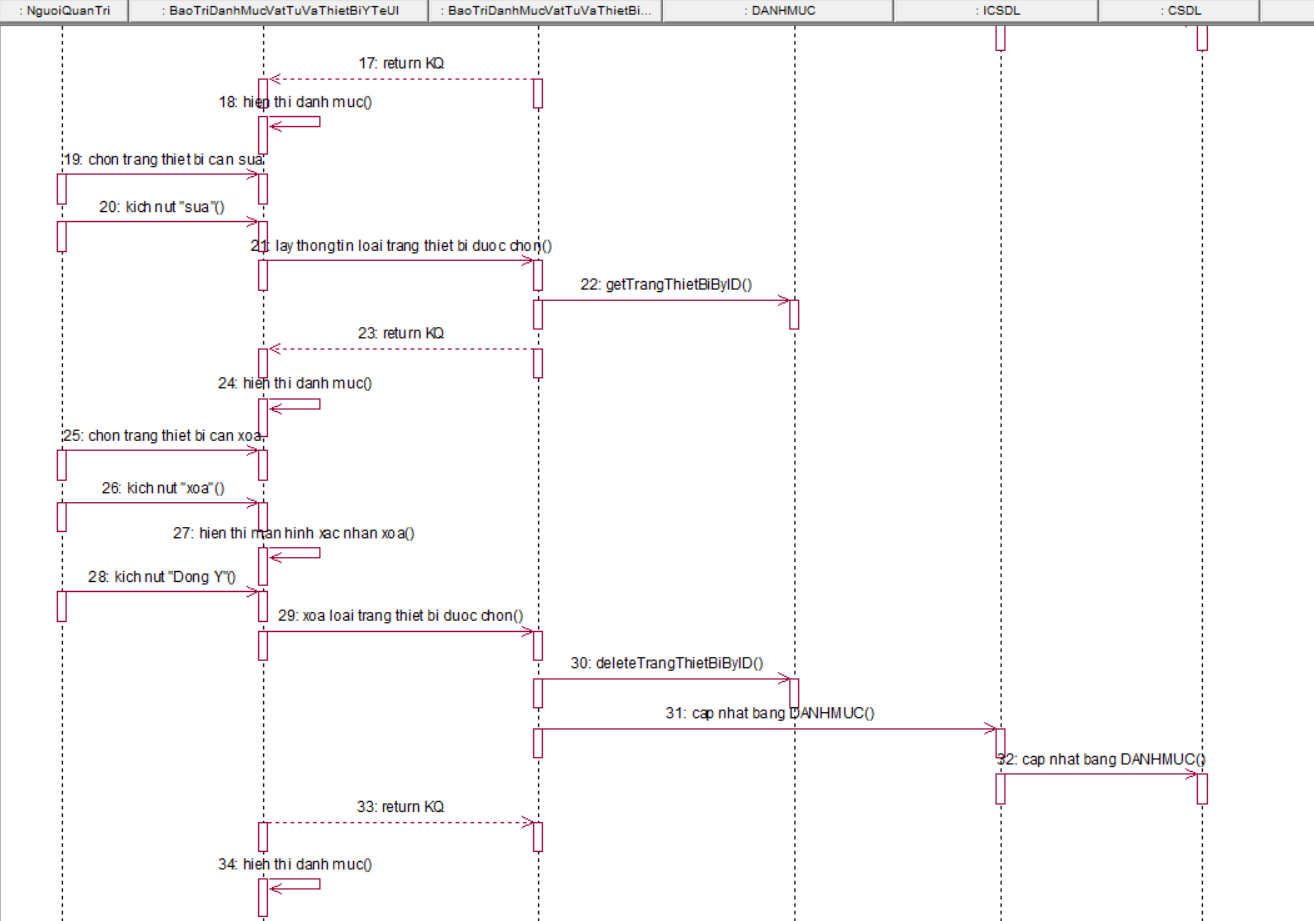 : NguoiQuanTri
: BaoTriDanhMucVatTuVaThietBiYTeUI
: BaoTriDanhMucVatTuVaThietBi...
: DANHMUC
: ICSDL
: CSDL
17: return KQ
18: hien thi danh muc()
19: chon trang thiet bi can sua
20: kich nut "sua"()
21: lay thong tin loai trang thiet bi duoc chon()
22: getTrangThietBiByID()
23: return KQ
24: hien thi danh muc()
25: chon trang thiet bi can xoa
26: kich nut "xoa"()
27: hien thi man hinh xac nhan xoa()
28: kich nut "Dong Y"()
29: xoa loai trang thiet bi duoc chon()
30: deleteTrangThietBiByID()
31: cap nhat bang DANHMUC()
32: cap nhat bang DANHMUC()
33: return KQ
34: hien thi danh muc()